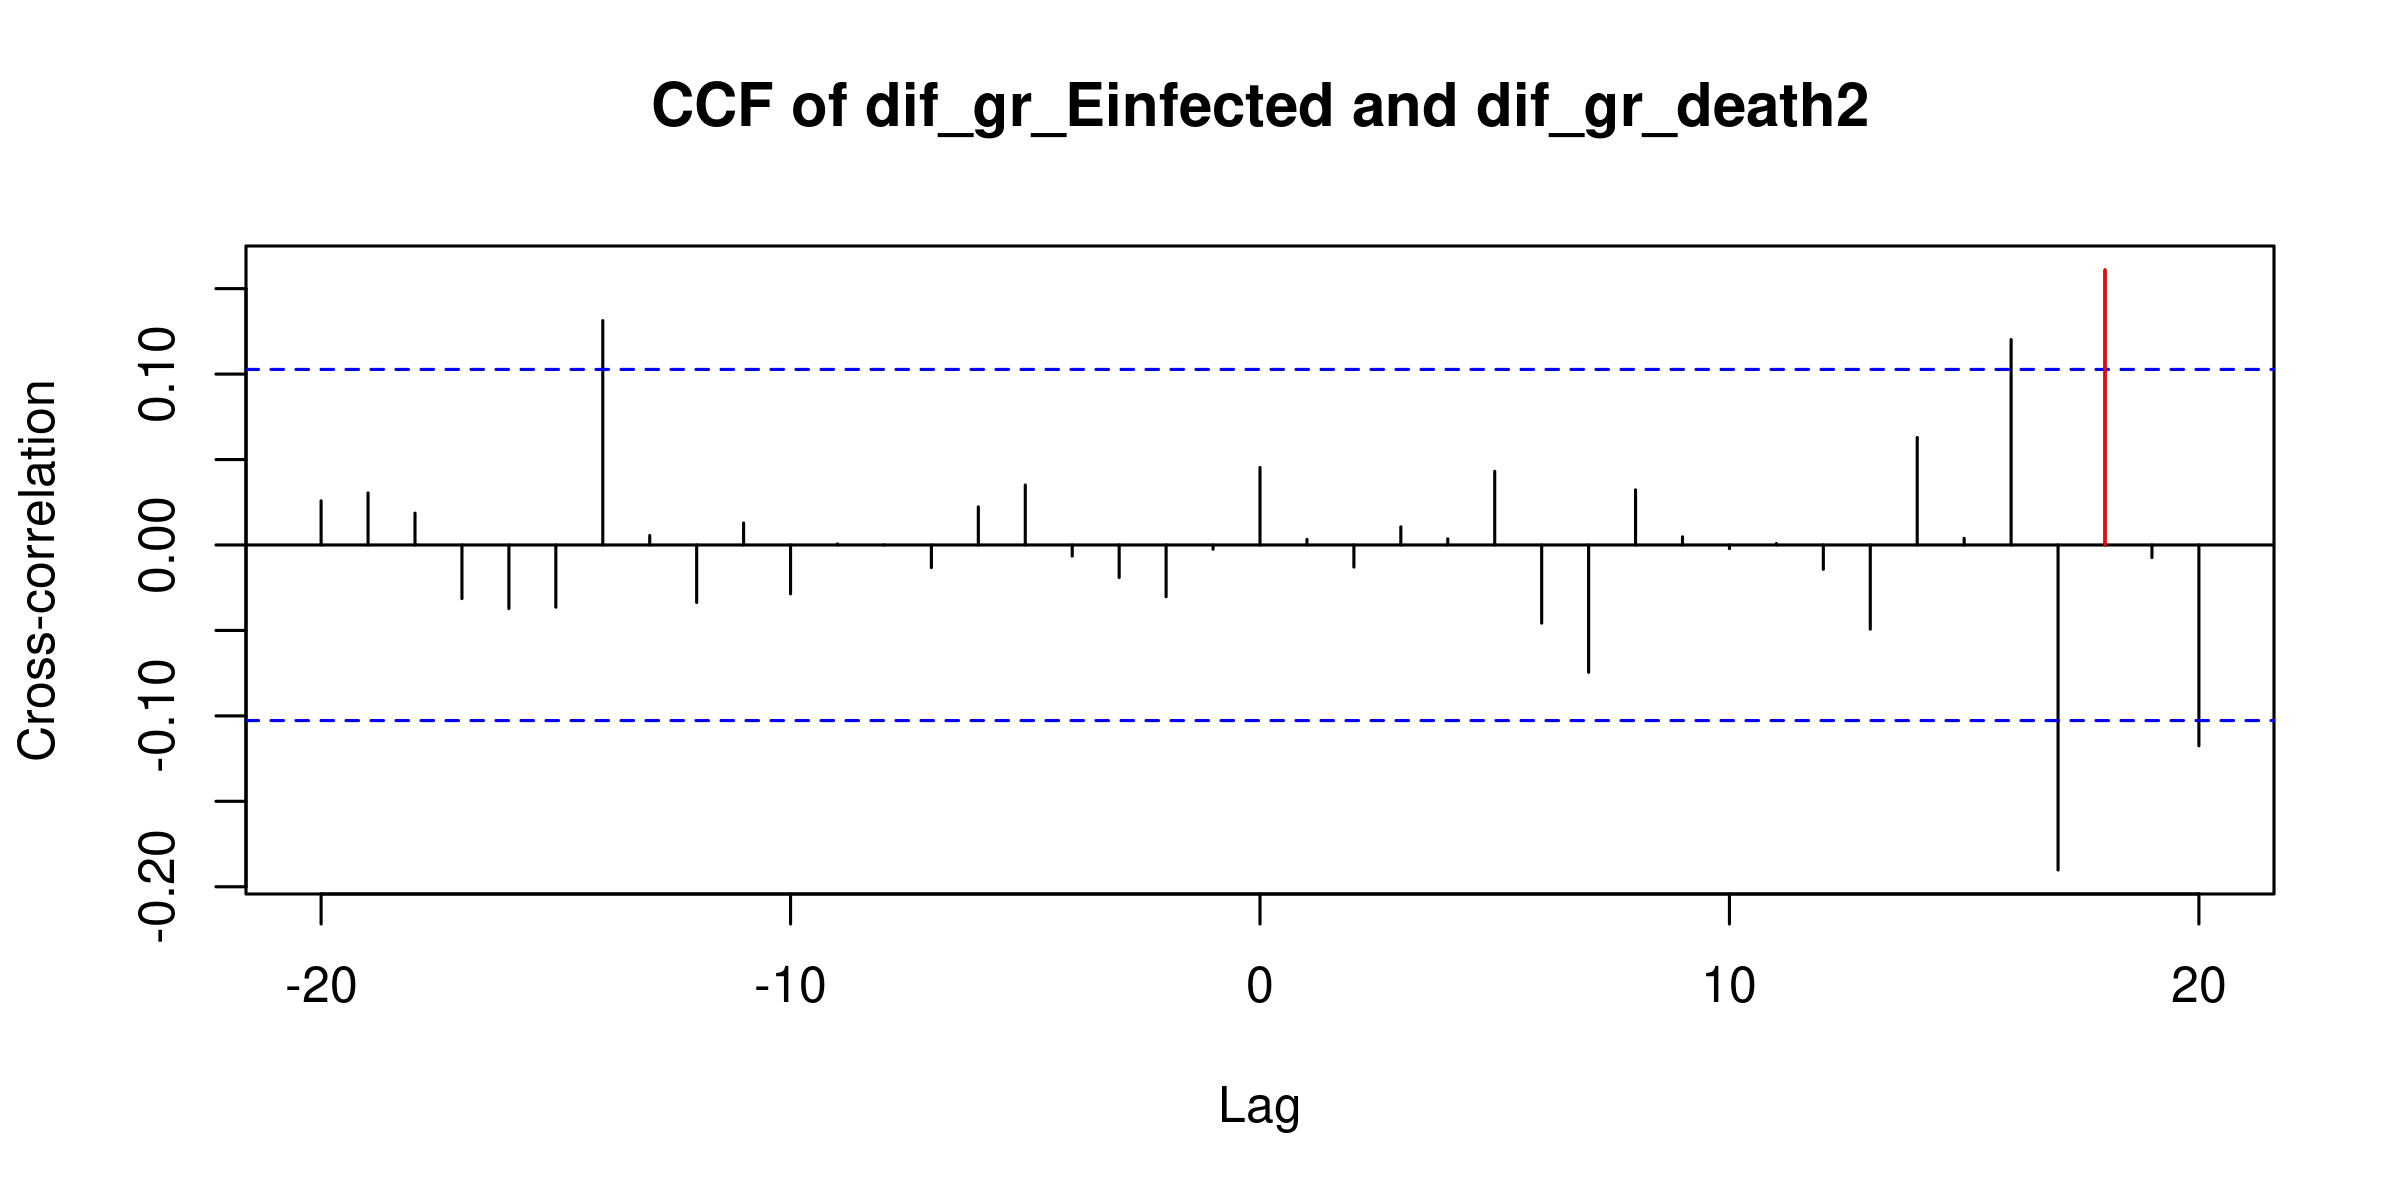 CCF of dif_gr_Einfected and dif_gr_death2
Cross-correlation
0.10
0.00
-0.10
-0.20
-20 -10 0 10 20
Lag